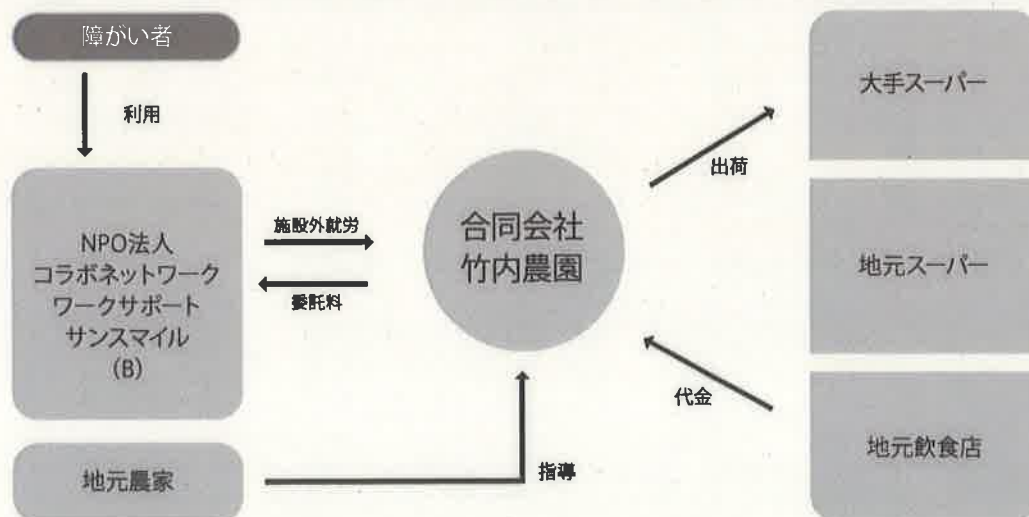 障がい者
利用
NPO法人
コラボネットワーク
ワークサポート
サンスマイル
(B)
地元農家
施設外就労
委託料
合同会社
竹内農園
指導
出荷
代金
大手スーパー
地元スーパー
地元飲食店